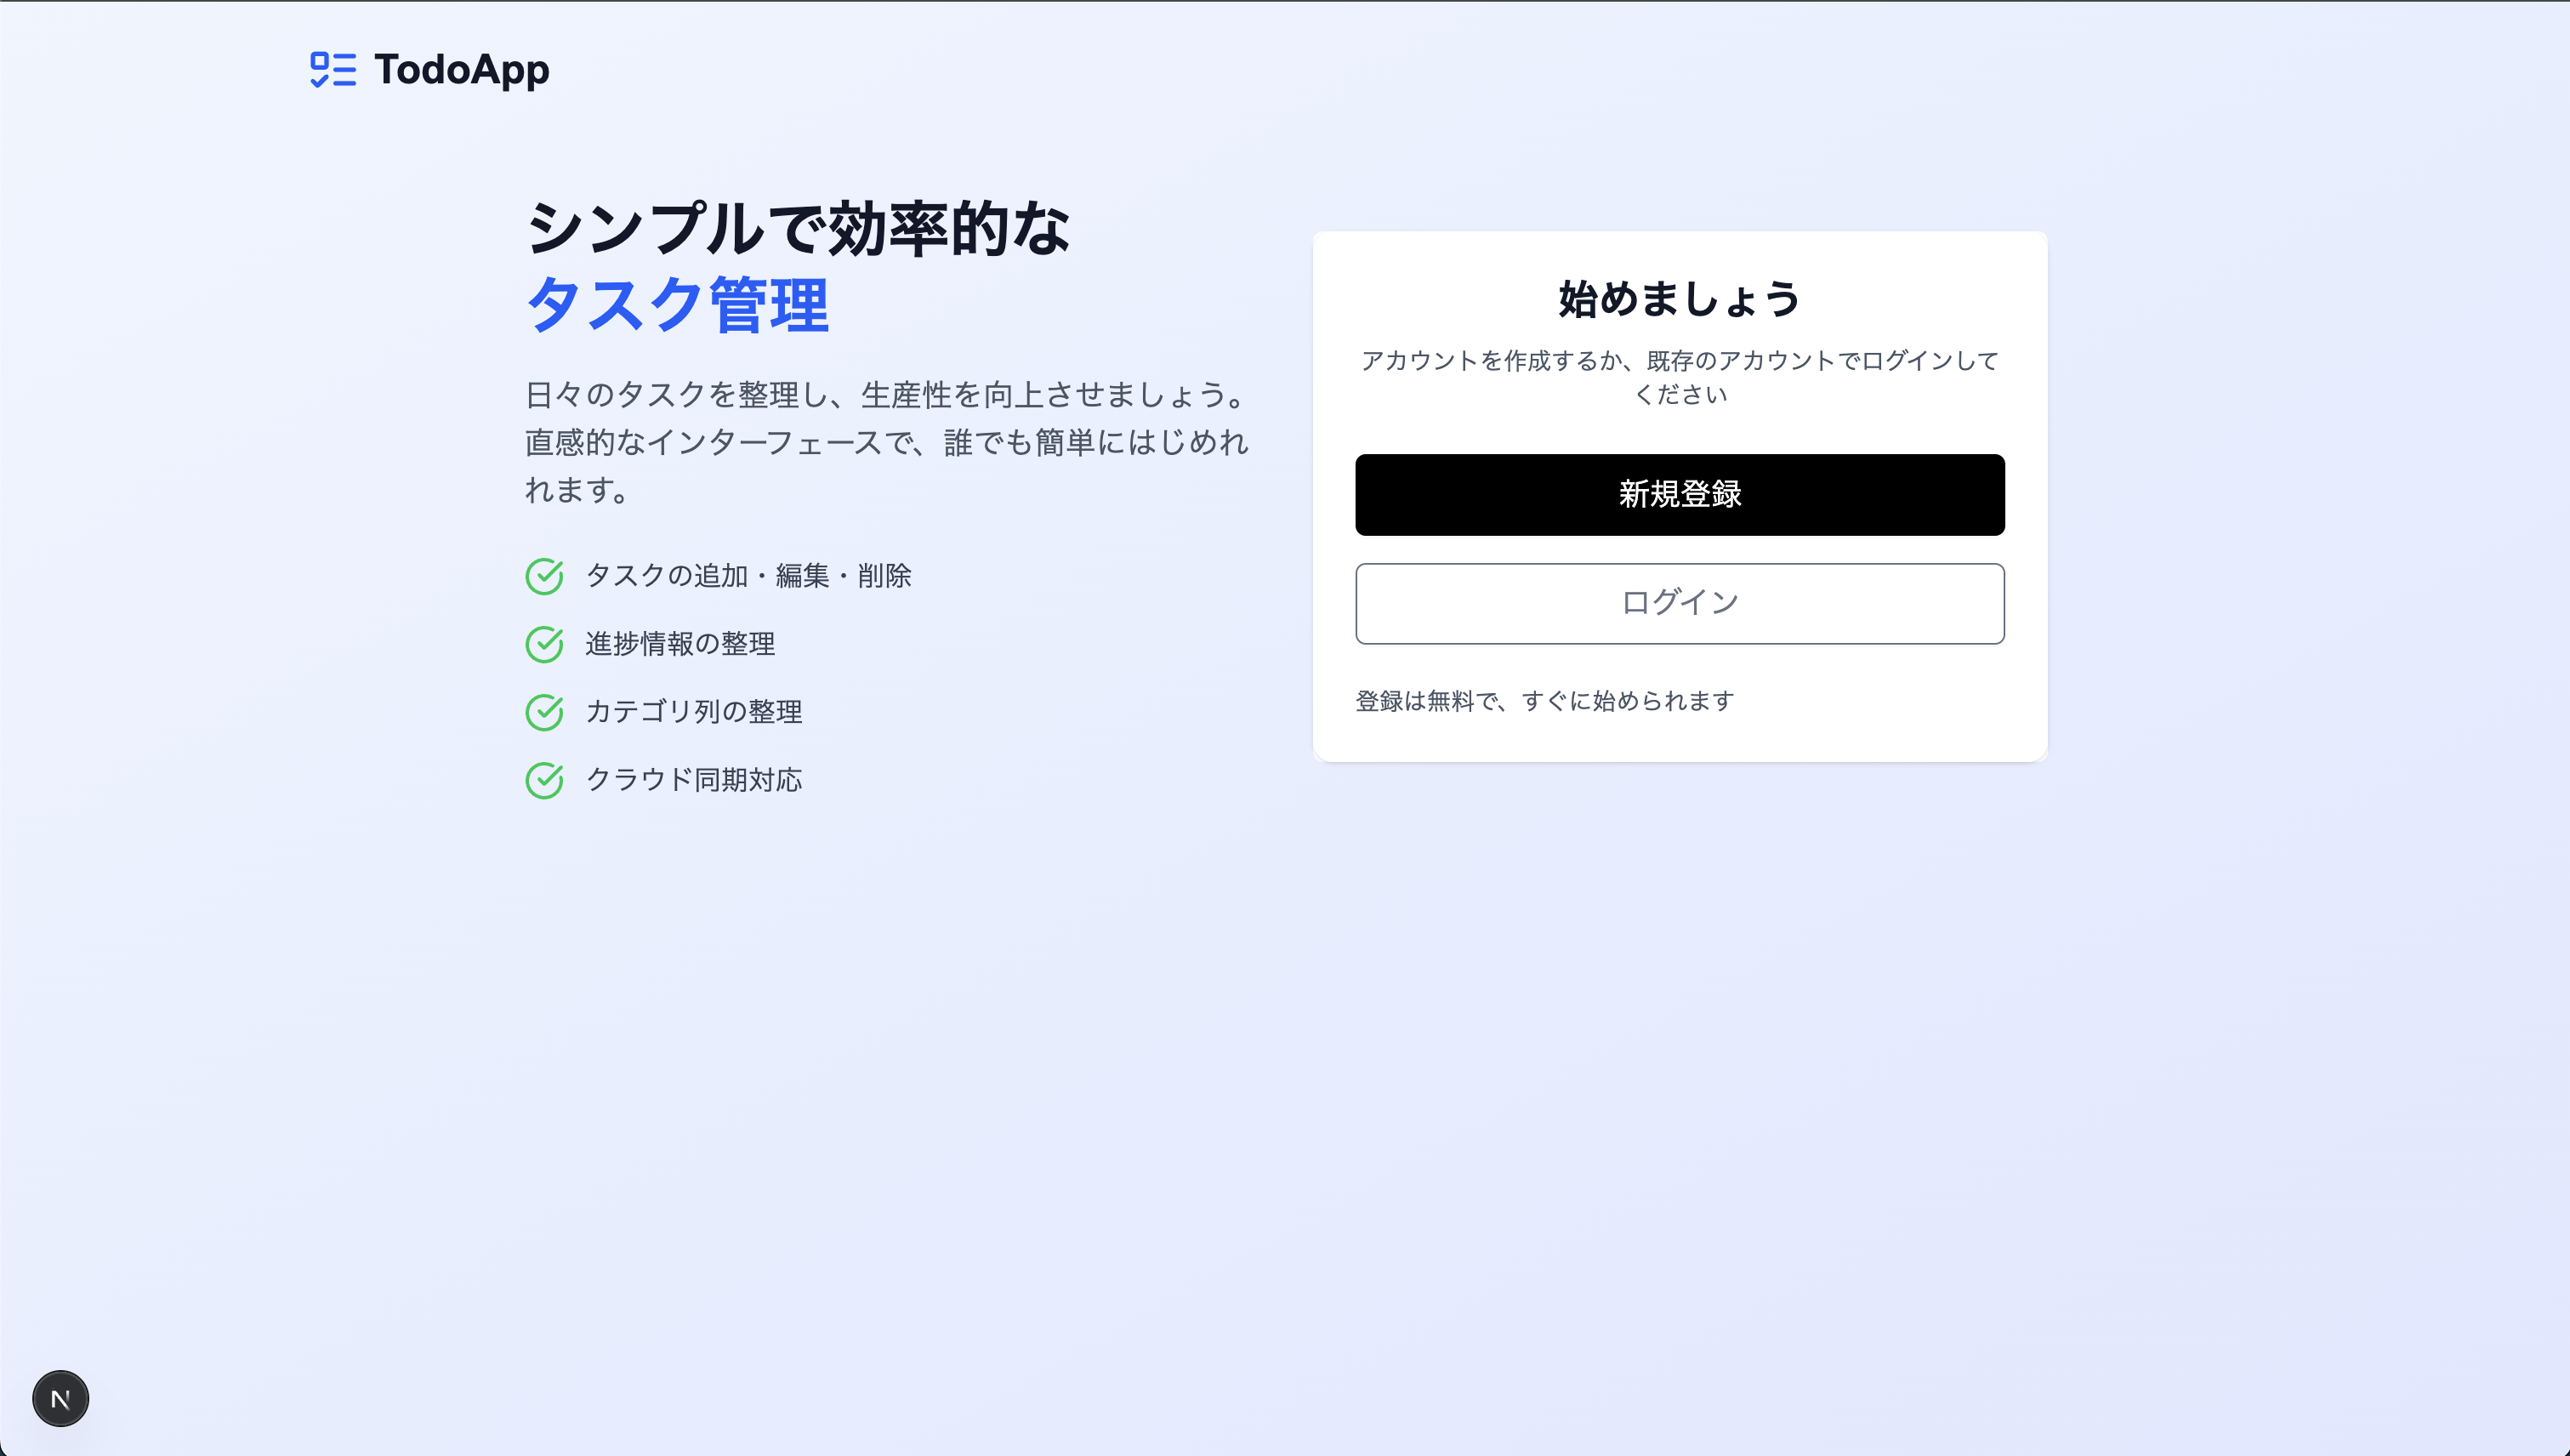 TodoApp
シンプルで効率的な
タスク管理
日々のタスクを整理し、生産性を向上させましょう。
直感的なインターフェースで、誰でも簡単にはじめれ
れます。
タスクの追加・編集・削除
進捗情報の整理
カテゴリ列の整理
クラウド同期対応
始めましょう
アカウントを作成するか、既存のアカウントでログインして
ください
新規登録
ログイン
登録は無料で、すぐに始められます
N